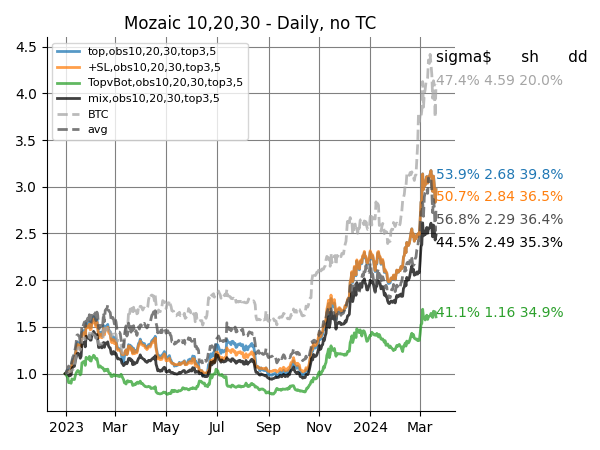 Mozaic 10,20,30 - Daily, no TC
top,obs10,20,30,top3,5
+SL,obs10,20,30,top3,5
TopvBot,obs10,20,30,top3,5
mix,obs10,20,30,top3,5
BTC
avg
sigma$ sh dd
47.4% 4.59 20.0%
53.9% 2.68 39.8%
50.7% 2.84 36.5%
56.8% 2.29 36.4%
44.5% 2.49 35.3%
41.1% 1.16 34.9%
4.5
4.0
3.5
3.0
2.5
2.0
1.5
1.0
2023 Mar May Jul Sep Nov 2024 Mar